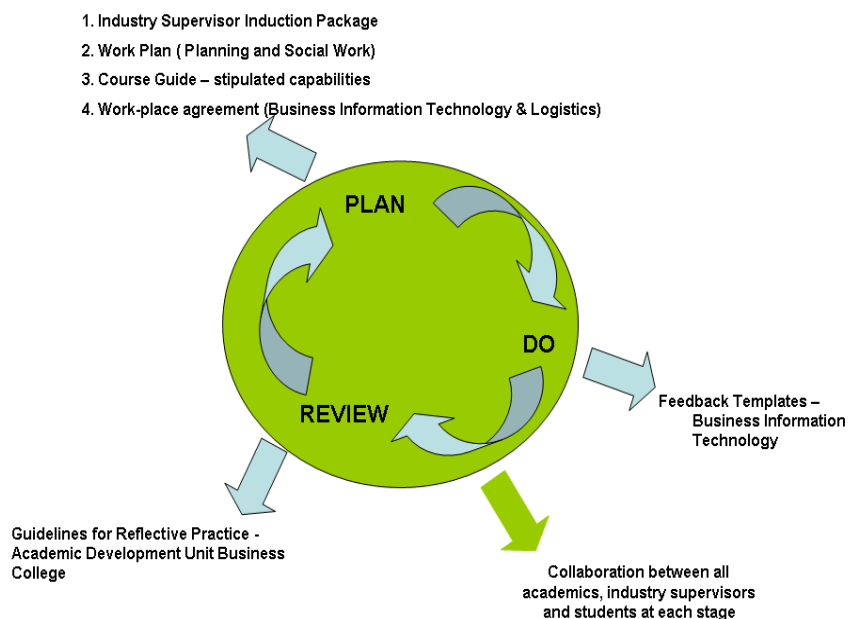 1. Industry Supervisor Induction Package
2. Work Plan ( Planning and Social Work)
3. Course Guide – stipulated capabilities
4. Work-place agreement (Business Information Technology & Logistics)
PLAN
DO
REVIEW
Feedback Templates –
Business Information
Technology
Guidelines for Reflective Practice -
Academic Development Unit Business
College
Collaboration between all
academics, industry supervisors
and students at each stage